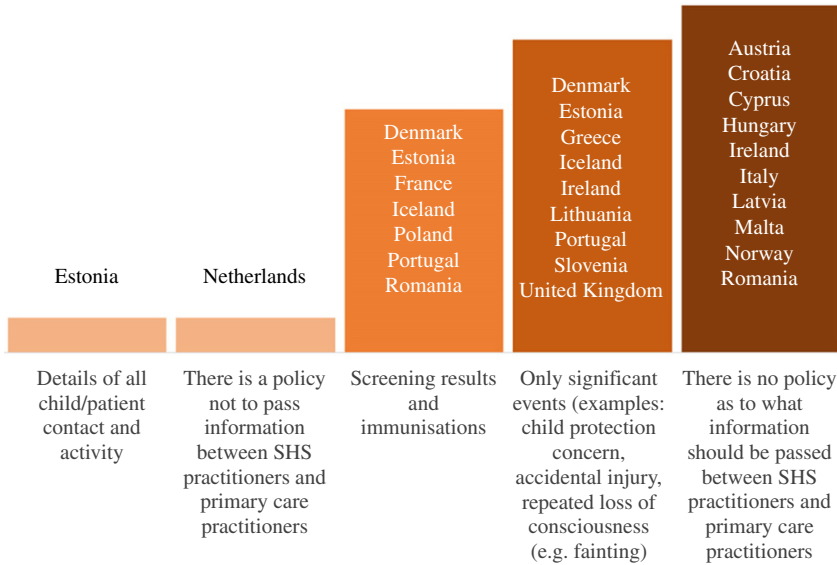 Estonia
Netherlands
Denmark
Estonia
France
Iceland
Poland
Portugal
Romania
Denmark
Estonia
Greece
Iceland
Ireland
Lithuania
Portugal
Slovenia
United Kingdom
Austria
Croatia
Cyprus
Hungary
Ireland
Italy
Latvia
Malta
Norway
Romania
Details of all
child/patient
contact and
activity
There is a policy
not to pass
information
between SHS
practitioners and
primary care
practitioners
Screening results
and
immunisations
Only significant
events (examples:
child protection
concern,
accidental injury,
repeated loss of
consciousness
(e.g. fainting)
There is no policy
as to what
information
should be passed
between SHS
practitioners and
primary care
practitioners